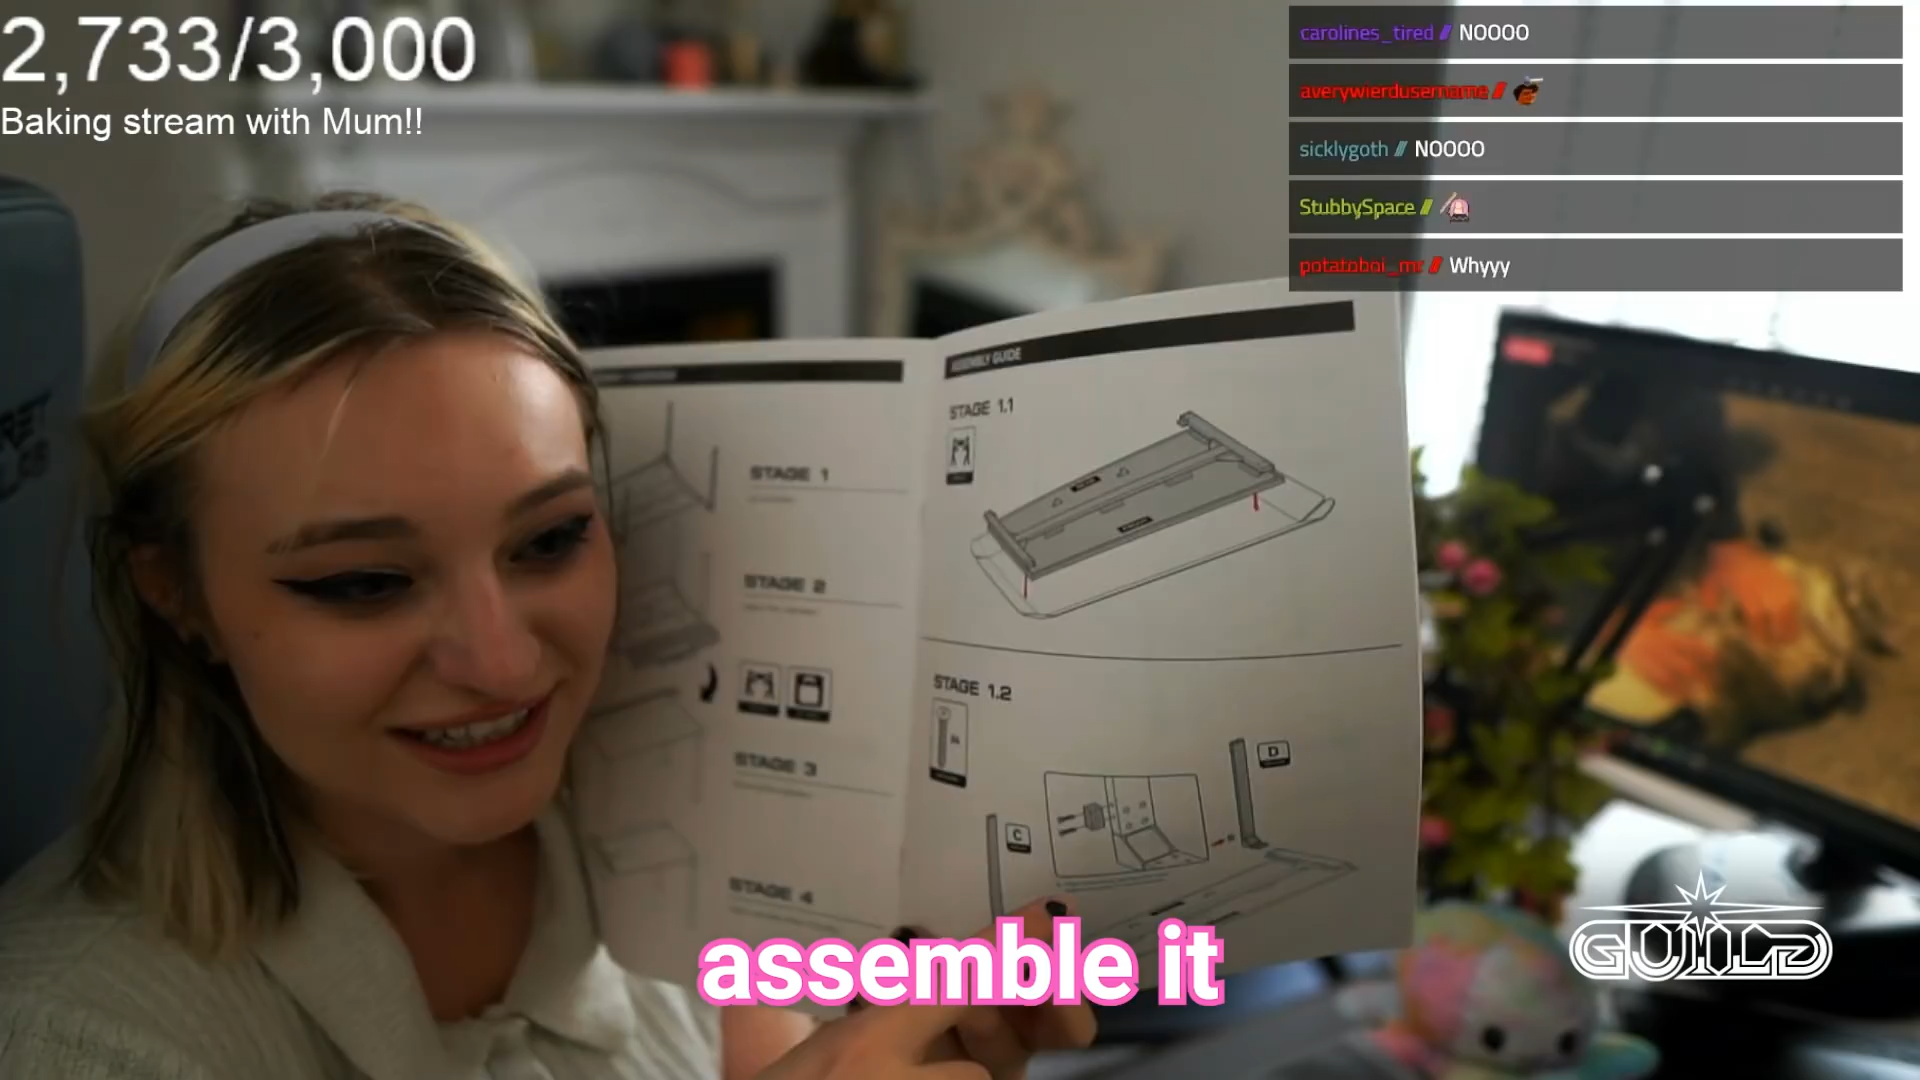 2,733/3,000
Baking stream with Mum!!
carolines_tired // NOOOO
averywierdusername //
sicklygoth // NOOOO
StubbySpace //
potatoboi_mr // Whyyy
ASSEMBLY GUIDE
STAGE 1
STAGE 2
STAGE 3
STAGE 4
STAGE 1.1
STAGE 1.2
C
D
assemble it
GUILD